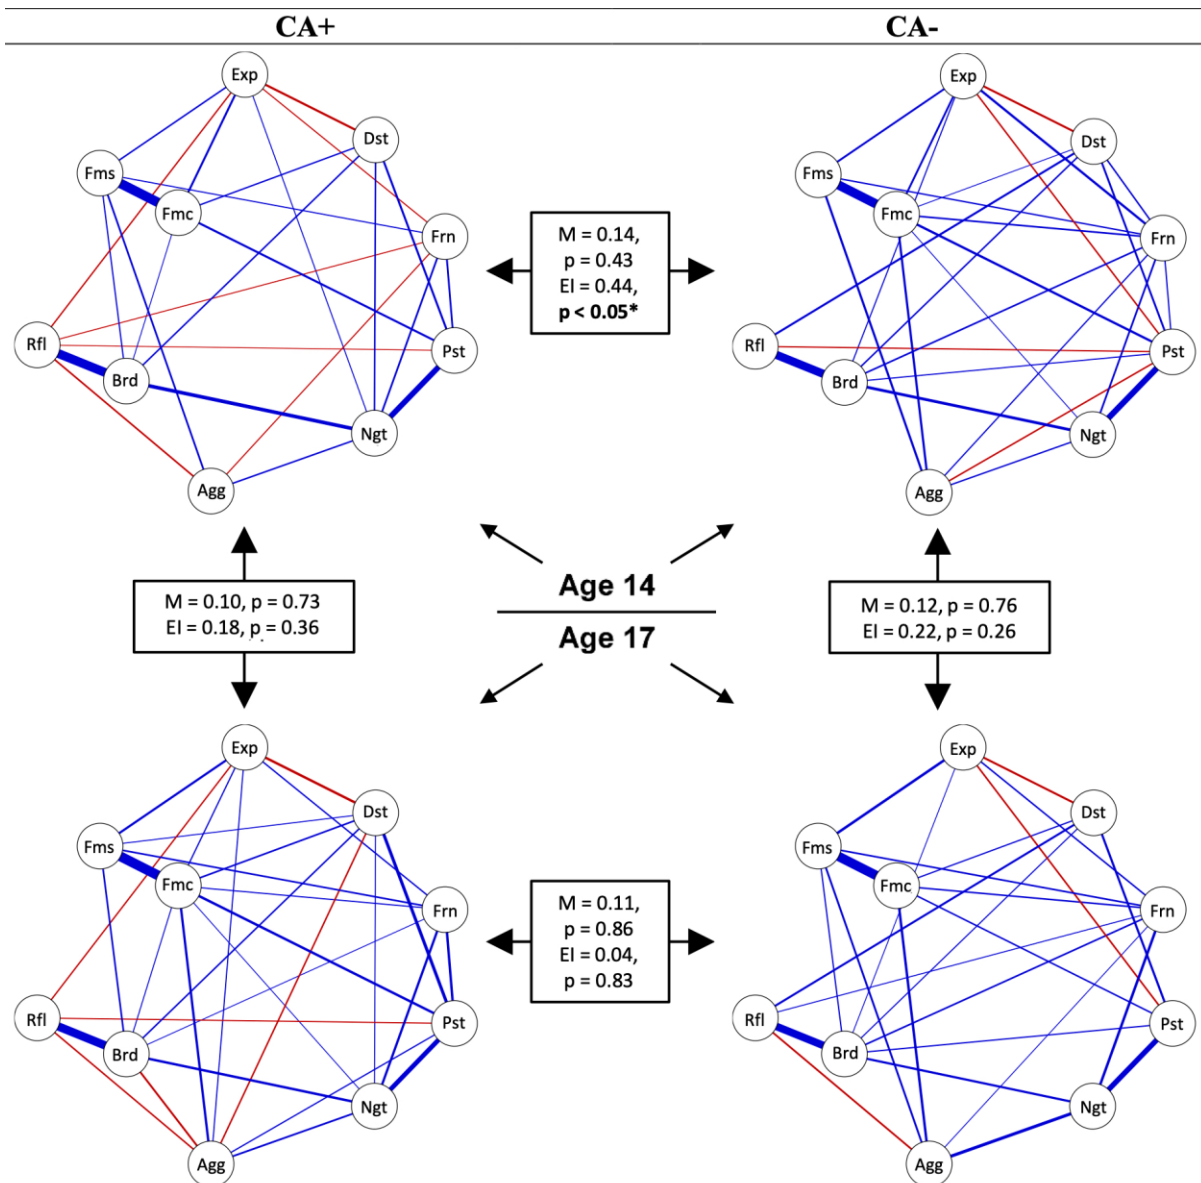 CA+
CA-
Exp
Dst
Fms
Fmc
Frn
Rfl
Brd
Pst
Ngt
Agg
M = 0.14,
p = 0.43
EI = 0.44,
p < 0.05*
Exp
Dst
Fms
Fmc
Frn
Rfl
Brd
Pst
Ngt
Agg
M = 0.10, p = 0.73
EI = 0.18, p = 0.36
Age 14
Age 17
M = 0.12, p = 0.76
EI = 0.22, p = 0.26
Exp
Dst
Fms
Fmc
Frn
Rfl
Brd
Pst
Ngt
Agg
M = 0.11,
p = 0.86
EI = 0.04,
p = 0.83
Exp
Dst
Fms
Fmc
Frn
Rfl
Brd
Pst
Ngt
Agg